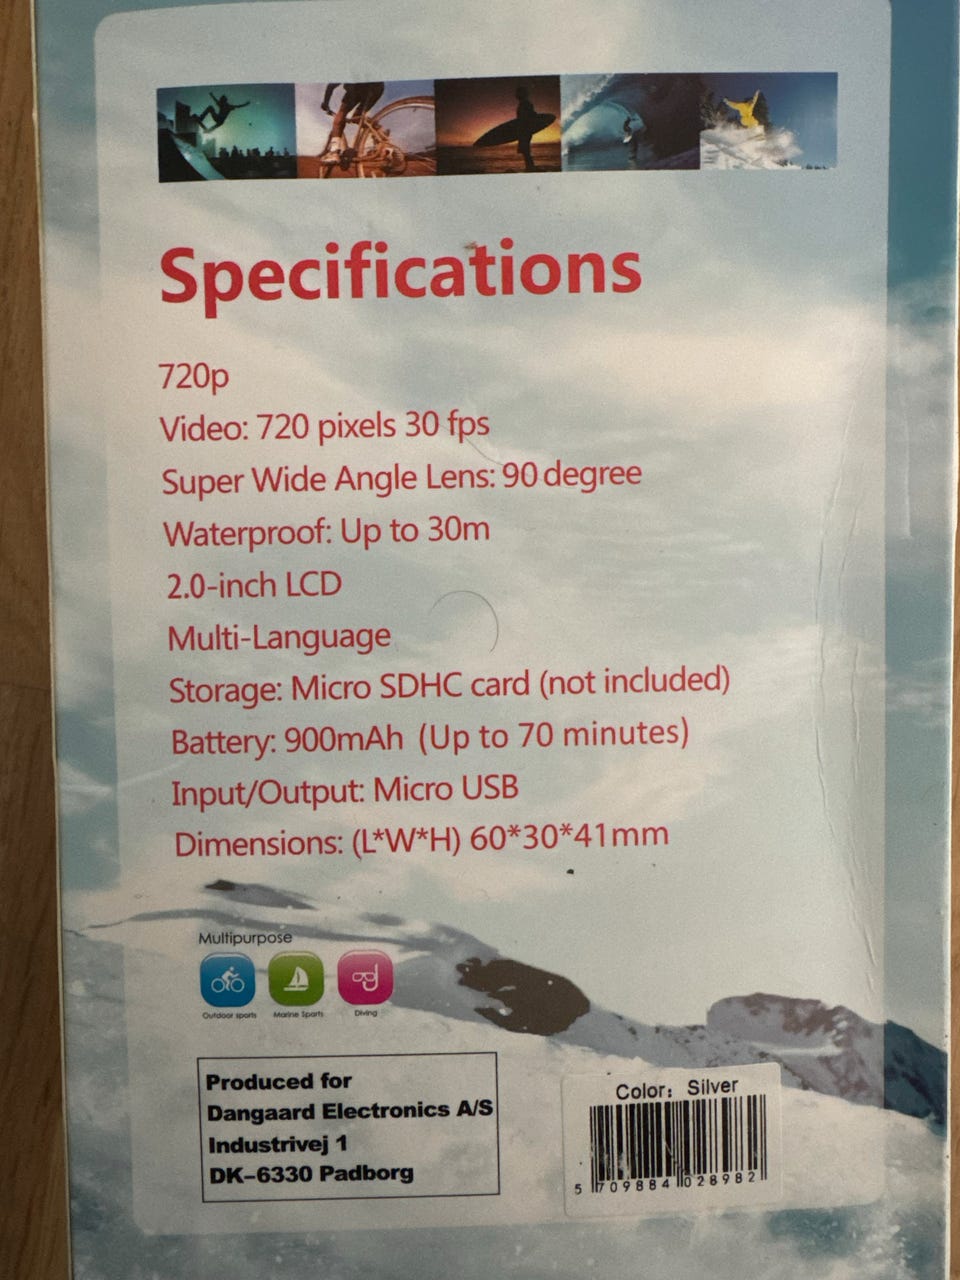 Specifications
720p
Video: 720 pixels 30 fps
Super Wide Angle Lens: 90 degree
Waterproof: Up to 30m
2.0-inch LCD
Multi-Language
Storage: Micro SDHC card (not included)
Battery: 900mAh (Up to 70 minutes)
Input/Output: Micro USB
Dimensions: (L*W*H) 60*30*41mm
Multipurpose
Outdoor sports Marine Sports Diving
Produced for
Dangaard Electronics A/S
Industrivej 1
DK-6330 Padborg
Color: Silver
5 709884 028982